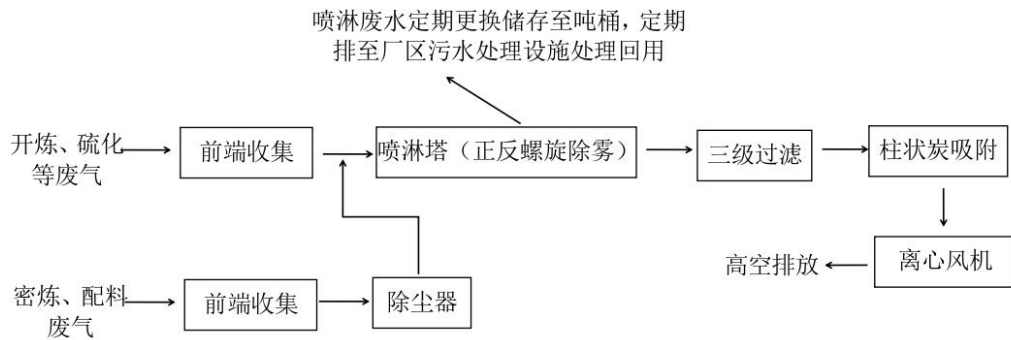 喷淋废水定期更换储存至吨桶，定期
排至厂区污水处理设施处理回用
开炼、硫化
等废气
前端收集
喷淋塔（正反螺旋除雾）
三级过滤
柱状炭吸附
离心风机
高空排放
密炼、配料
废气
前端收集
除尘器